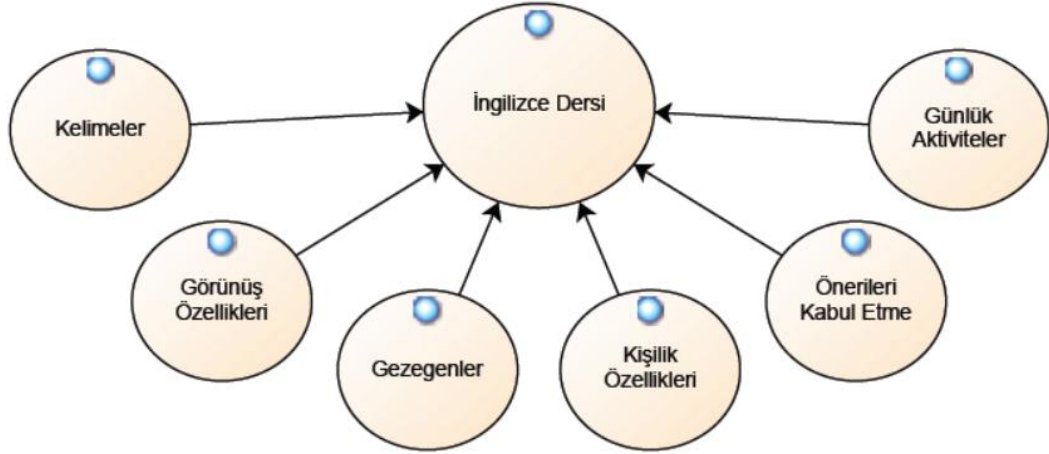 İngilizce Dersi
Kelimeler
Günlük
Aktiviteler
Görünüş
Özellikleri
Önerileri
Kabul Etme
Gezegenler
Kişilik
Özellikleri